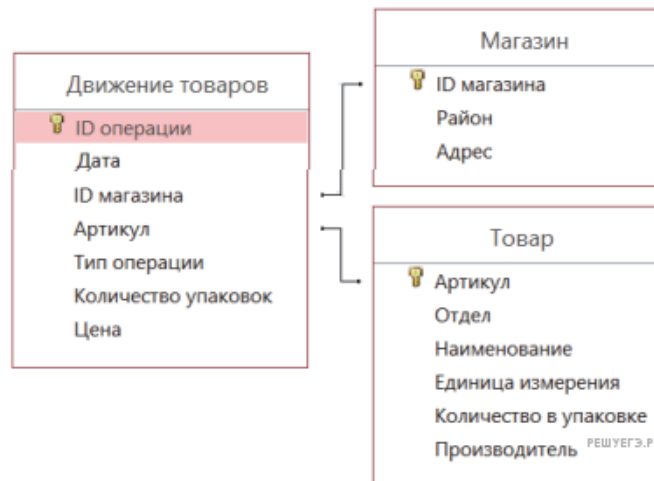 Движение товаров
ID операции
Дата
ID магазина
Артикул
Тип операции
Количество упаковок
Цена
Магазин
ID магазина
Район
Адрес
Товар
Артикул
Отдел
Наименование
Единица измерения
Количество в упаковке
Производитель
РЕШУЕГЭ.Р